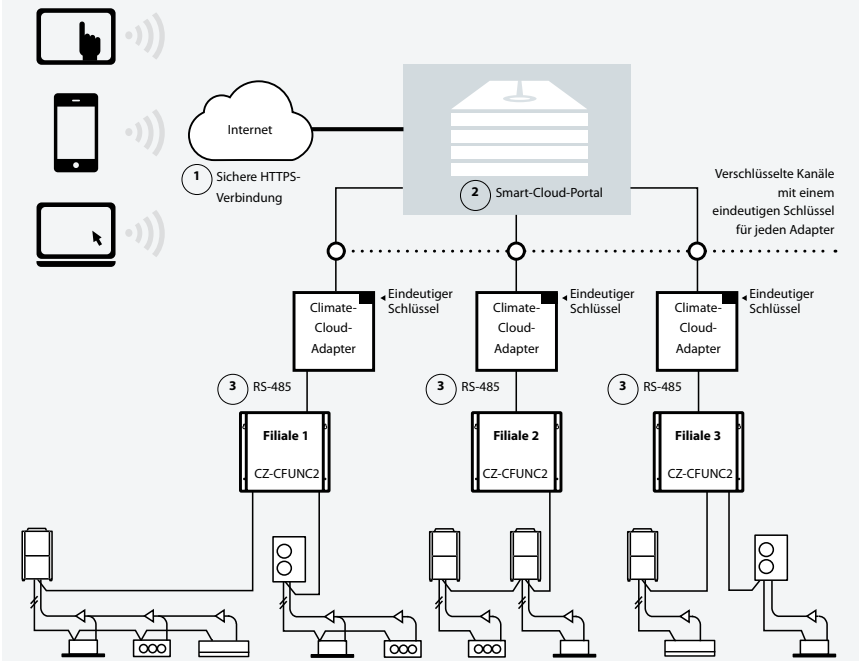 Internet
1 Sichere HTTPS-
Verbindung
2 Smart-Cloud-Portal
Verschlüsselte Kanäle
mit einem
eindeutigen Schlüssel
für jeden Adapter
Climate-
Cloud-
Adapter
Eindeutiger
Schlüssel
Climate-
Cloud-
Adapter
Eindeutiger
Schlüssel
Climate-
Cloud-
Adapter
Eindeutiger
Schlüssel
3 RS-485
3 RS-485
3 RS-485
Filiale 1
CZ-CFUNC2
Filiale 2
CZ-CFUNC2
Filiale 3
CZ-CFUNC2